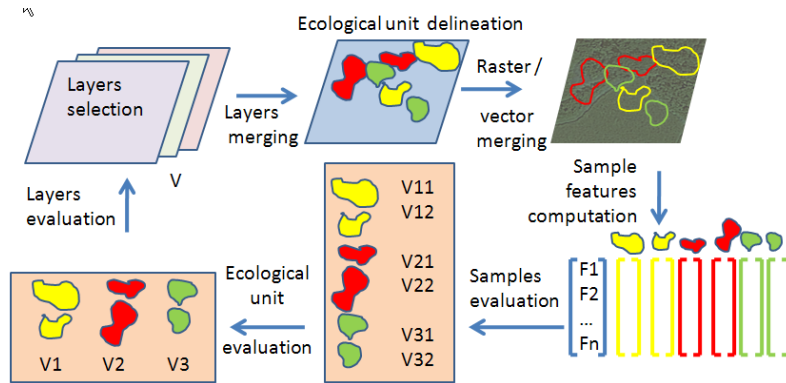 Ecological unit delineation
Layers
selection
V
Layers
merging
Raster /
vector
merging
Sample
features
computation
F1
F2
...
Fn
Samples
evaluation
V11
V12
V21
V22
V31
V32
Ecological
unit
evaluation
V1 V2 V3
Layers
evaluation